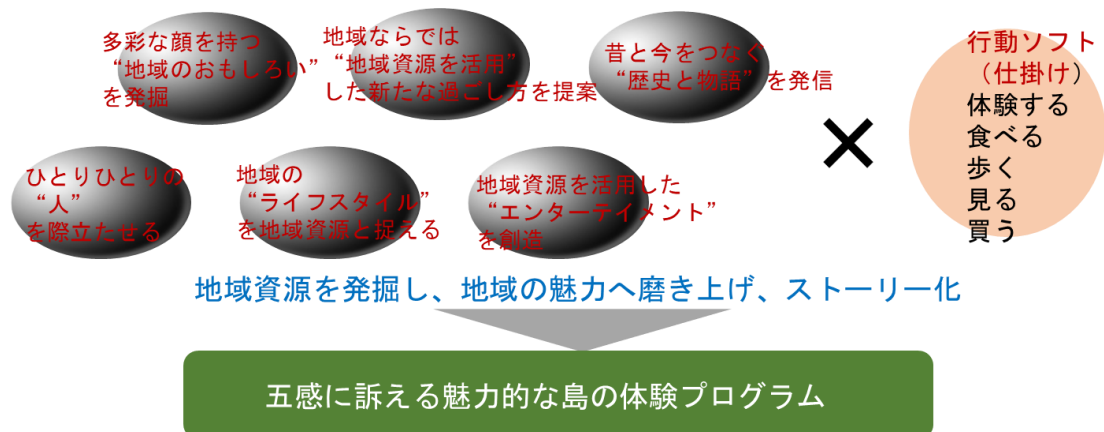 多彩な顔を持つ
“地域のおもしろい”
を発掘
地域ならでは
“地域資源を活用”
した新たな過ごし方を提案
昔と今をつなぐ
“歴史と物語”を発信
ひとりひとりの
“人”
を際立たせる
地域の
“ライフスタイル”
を地域資源と捉える
地域資源を活用した
“エンターテイメント”
を創造
×
行動ソフト
（仕掛け）
体験する
食べる
歩く
見る
買う
地域資源を発掘し、地域の魅力へ磨き上げ、ストーリー化
五感に訴える魅力的な島の体験プログラム